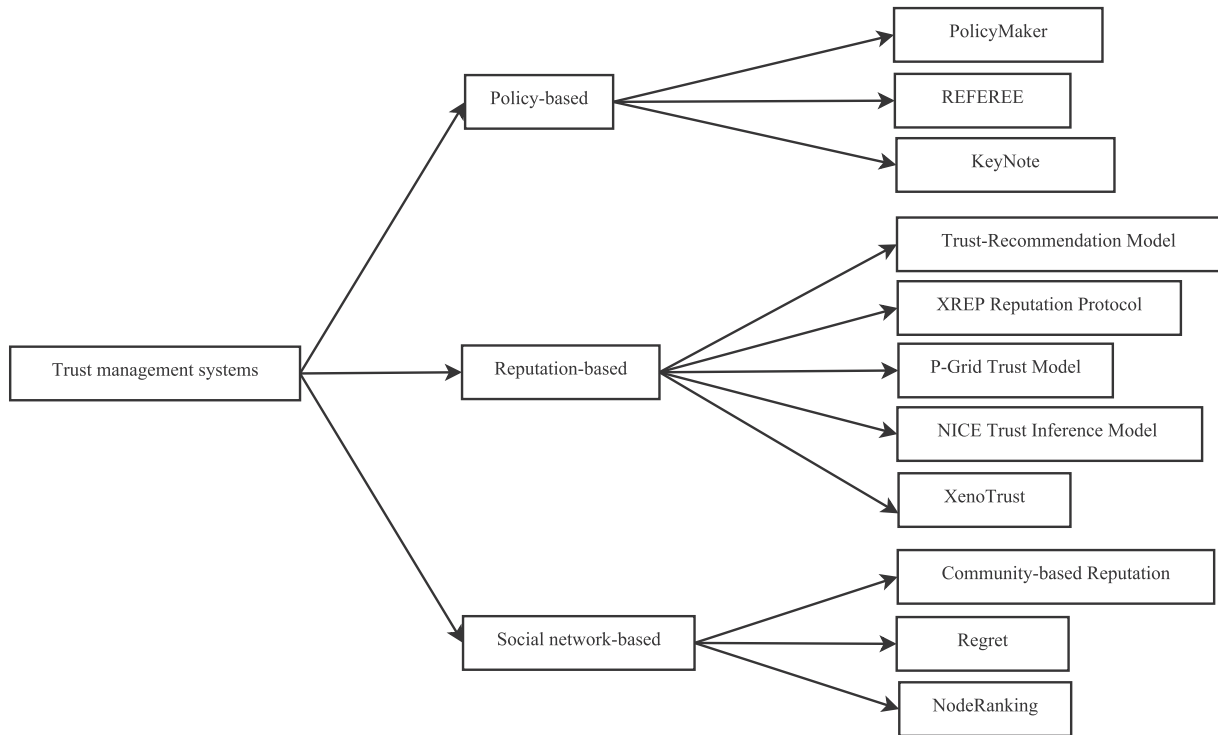 Trust management systems
Policy-based
PolicyMaker
REFEREE
KeyNote
Reputation-based
Trust-Recommendation Model
XREP Reputation Protocol
P-Grid Trust Model
NICE Trust Inference Model
XenoTrust
Social network-based
Community-based Reputation
Regret
NodeRanking